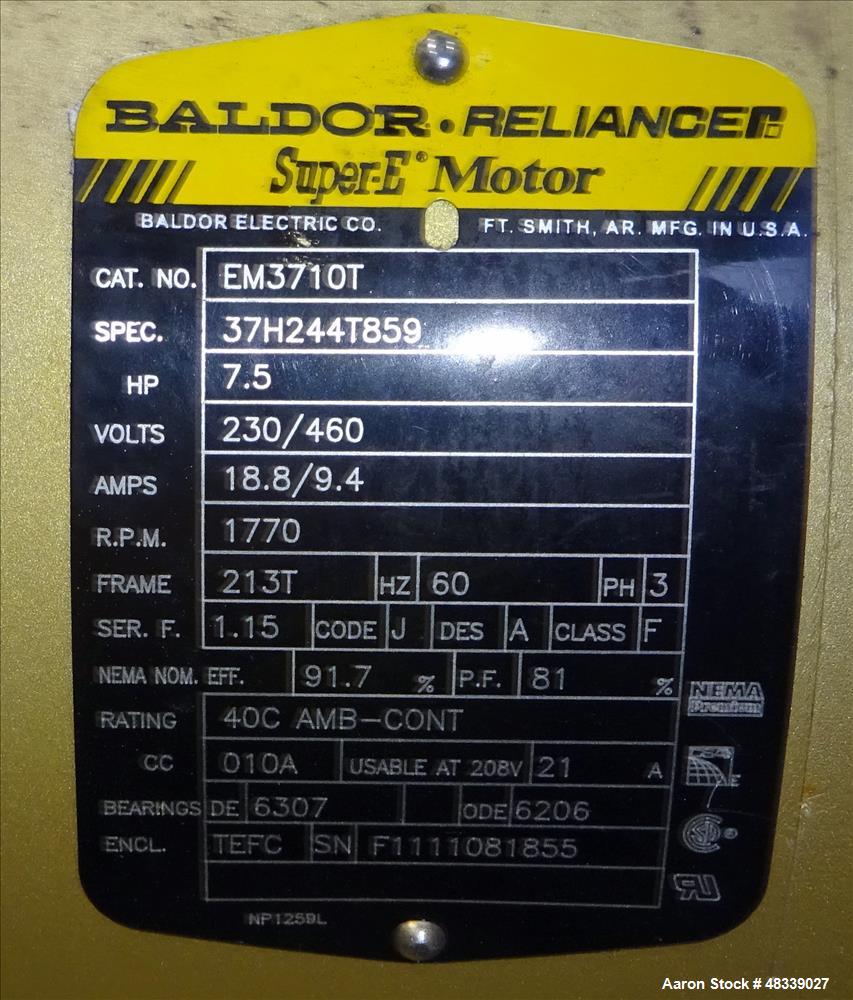 BALDOR • RELIANCE
Super-E® Motor
BALDOR ELECTRIC CO. FT. SMITH, AR. MFG. IN U.S.A.
CAT. NO. EM3710T
SPEC. 37H244T859
HP 7.5
VOLTS 230/460
AMPS 18.8/9.4
R.P.M. 1770
FRAME 213T HZ 60 PH 3
SER. F. 1.15 CODE J DES A CLASS F
NEMA NOM. EFF. 91.7 % P.F. 81 %
NEMA
Premium
RATING 40C AMB-CONT
CC 010A USABLE AT 208V 21 A
BEARINGS DE 6307 ODE 6206
ENCL. TEFC SN F1111081855
NP1259L
Aaron Stock # 48339027